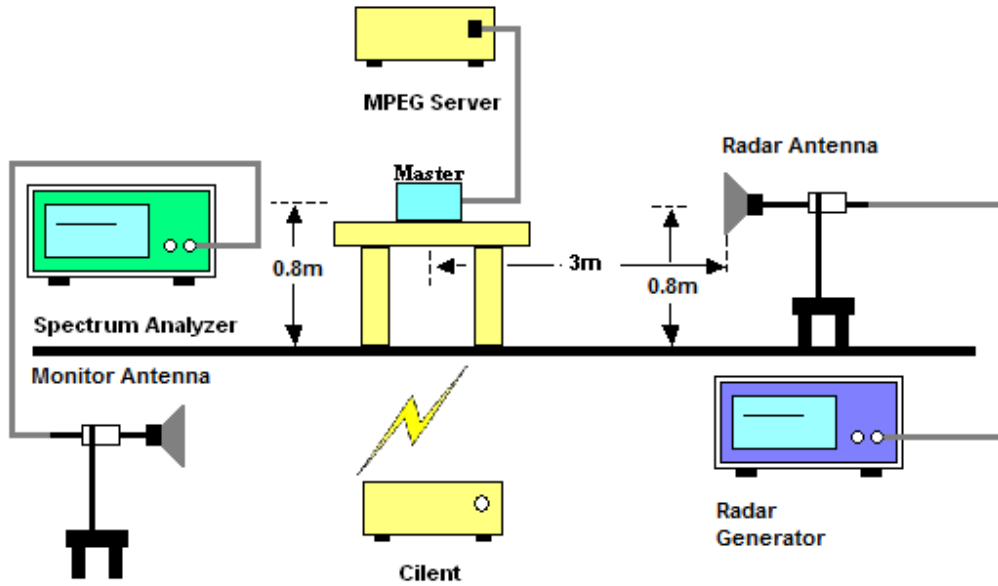 MPEG Server
Radar Antenna
Master
0.8m
3m
0.8m
Spectrum Analyzer
Monitor Antenna
Radar
Generator
Cilent